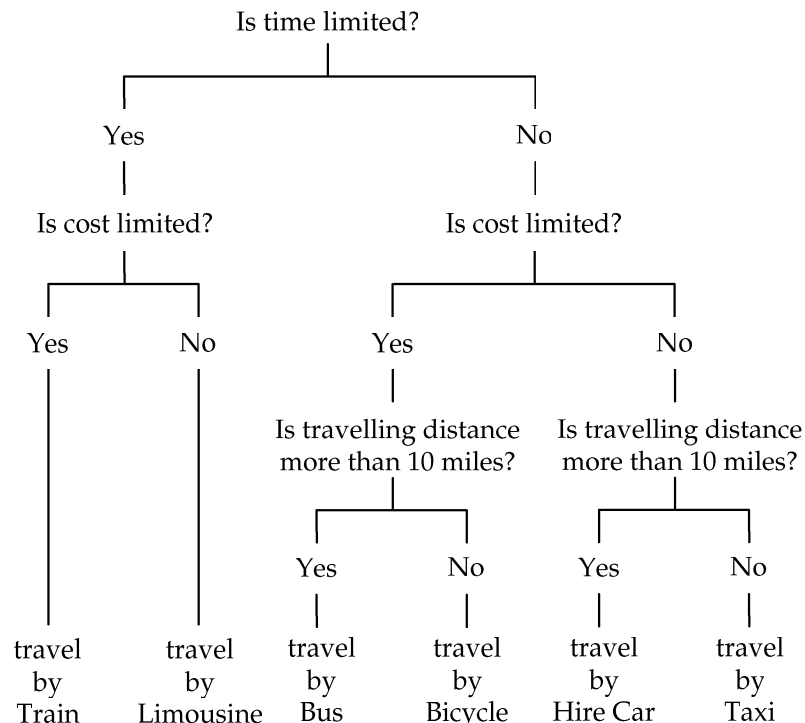 Is time limited?
Yes
No
Is cost limited?
Is cost limited?
Yes
No
Yes
No
Is travelling distance
more than 10 miles?
Is travelling distance
more than 10 miles?
Yes
No
Yes
No
travel
by
Train
travel
by
Limousine
travel
by
Bus
travel
by
Bicycle
travel
by
Hire Car
travel
by
Taxi